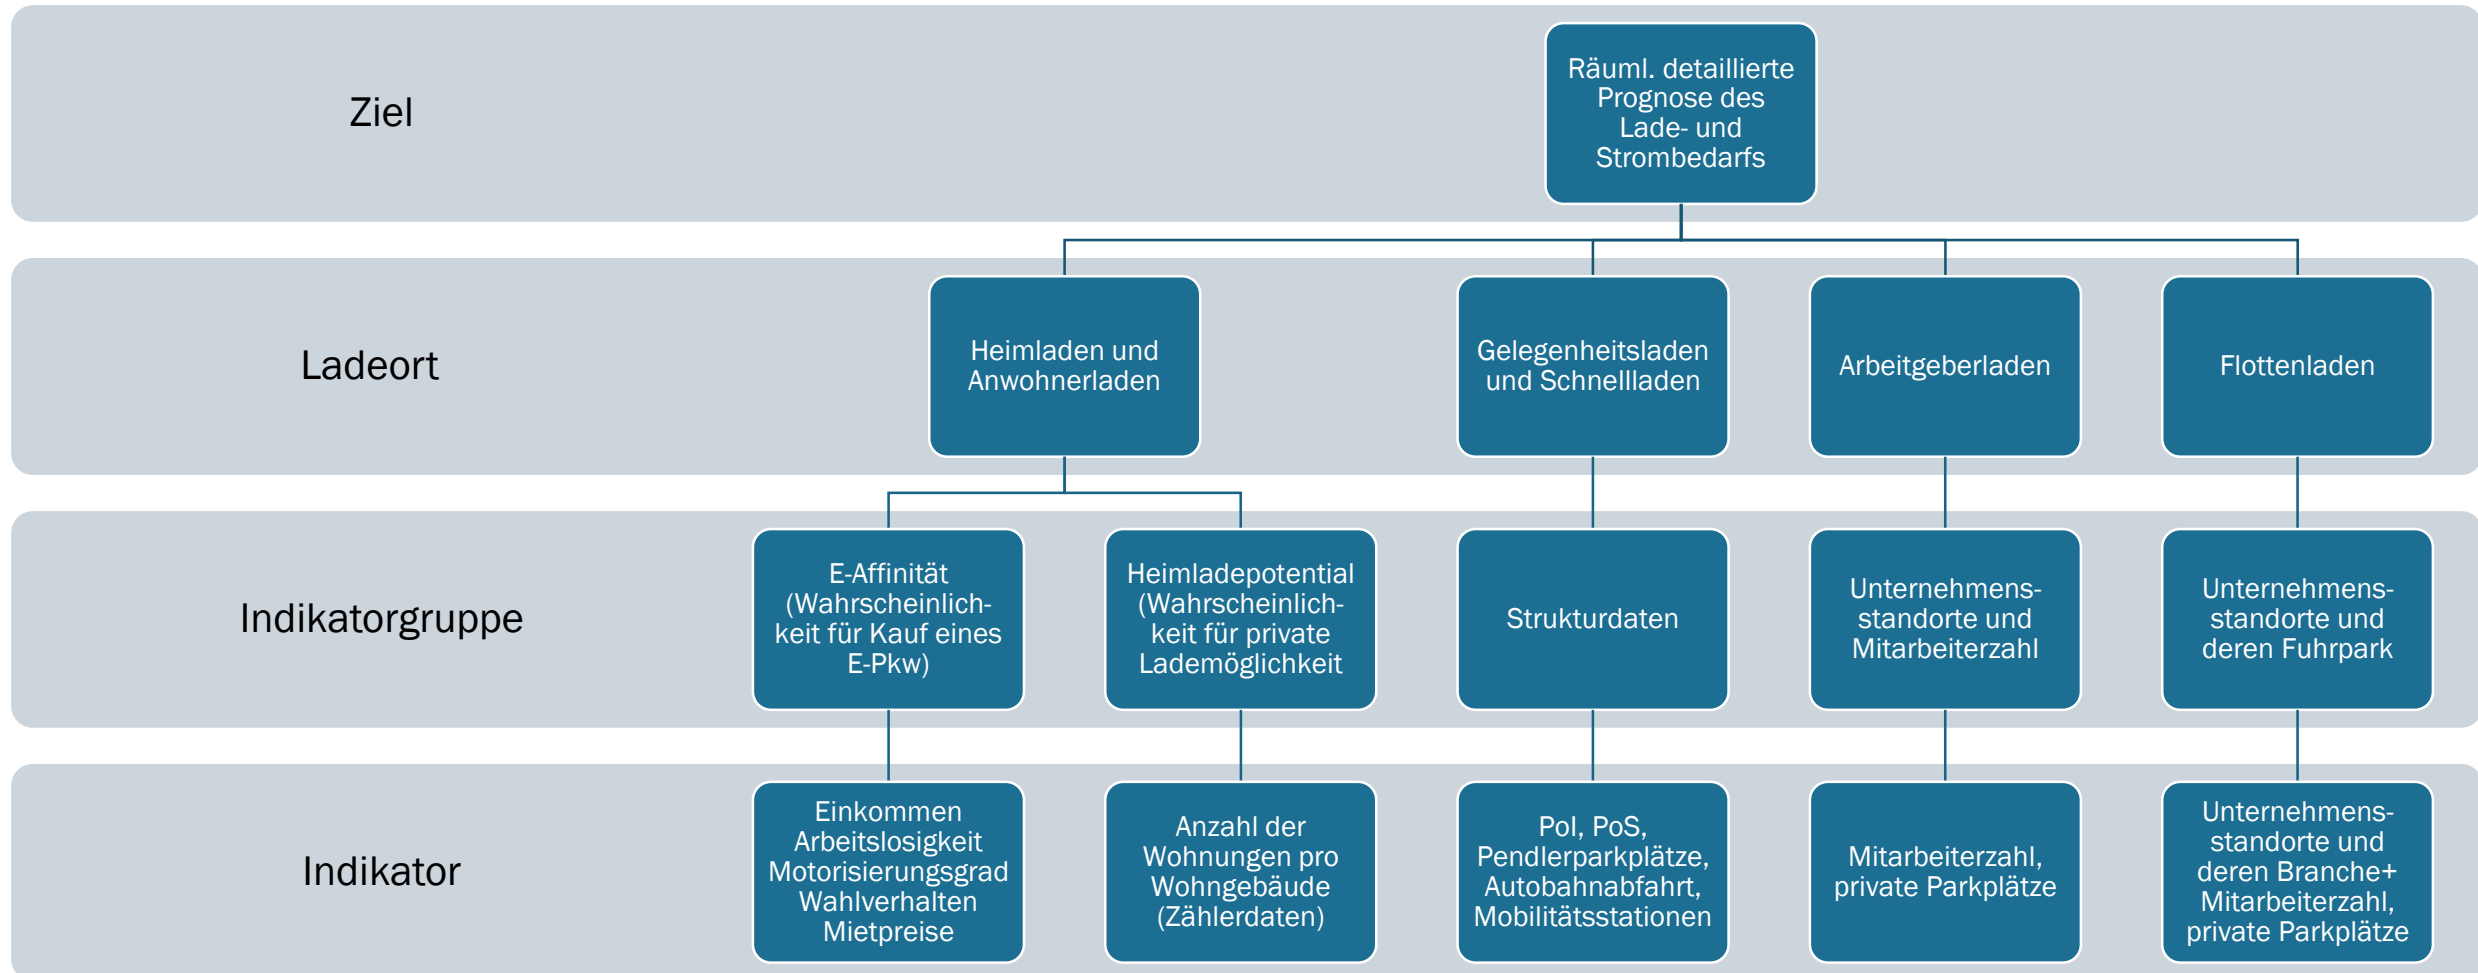 Ziel
Räuml. detaillierte
Prognose des
Lade- und
Strombedarfs
Ladeort
Heimladen und
Anwohnerladen
Gelegenheitsladen
und Schnellladen
Arbeitgeberladen
Flottenladen
Indikatorgruppe
E-Affinität
(Wahrscheinlich-
keit für Kauf eines
E-Pkw)
Heimladepotential
(Wahrscheinlich-
keit für private
Lademöglichkeit
Strukturdaten
Unternehmens-
standorte und
Mitarbeiterzahl
Unternehmens-
standorte und
deren Fuhrpark
Indikator
Einkommen
Arbeitslosigkeit
Motorisierungsgrad
Wahlverhalten
Mietpreise
Anzahl der
Wohnungen pro
Wohngebäude
(Zählerdaten)
PoI, PoS,
Pendlerparkplätze,
Autobahnabfahrt,
Mobilitätsstationen
Mitarbeiterzahl,
private Parkplätze
Unternehmens-
standorte und
deren Branche+
Mitarbeiterzahl,
private Parkplätze